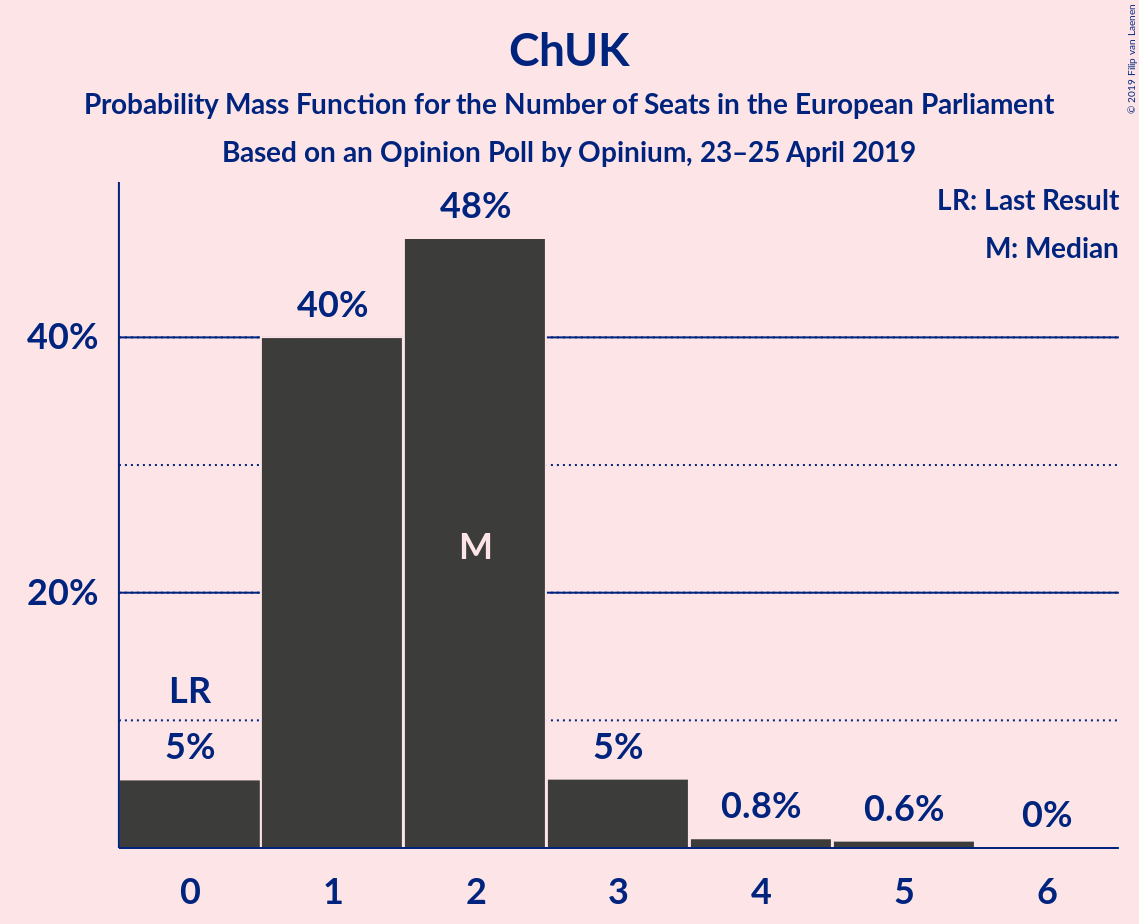 ChUK
Probability Mass Function for the Number of Seats in the European Parliament
Based on an Opinion Poll by Opinium, 23–25 April 2019
© 2019 Filip van Laenen
LR: Last Result
M: Median
48%
40%
40%
M
20%
LR
5%
5%
0.8%
0.6%
0%
0 1 2 3 4 5 6